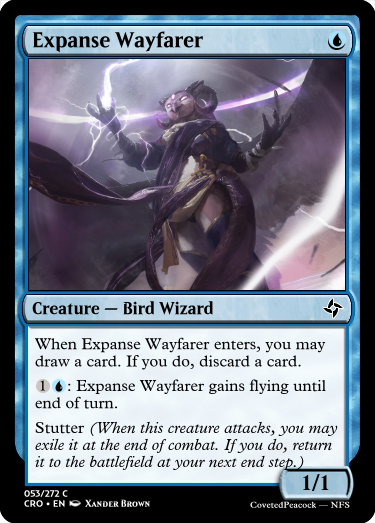 Expanse Wayfarer
Creature — Bird Wizard
When Expanse Wayfarer enters, you may
draw a card. If you do, discard a card.
1: Expanse Wayfarer gains flying until
end of turn.
Stutter (When this creature attacks, you may
exile it at the end of combat. If you do, return
it to the battlefield at your next end step.)
1/1
053/272 C
CRO • EN Xander Brown
CovetedPeacock — NFS